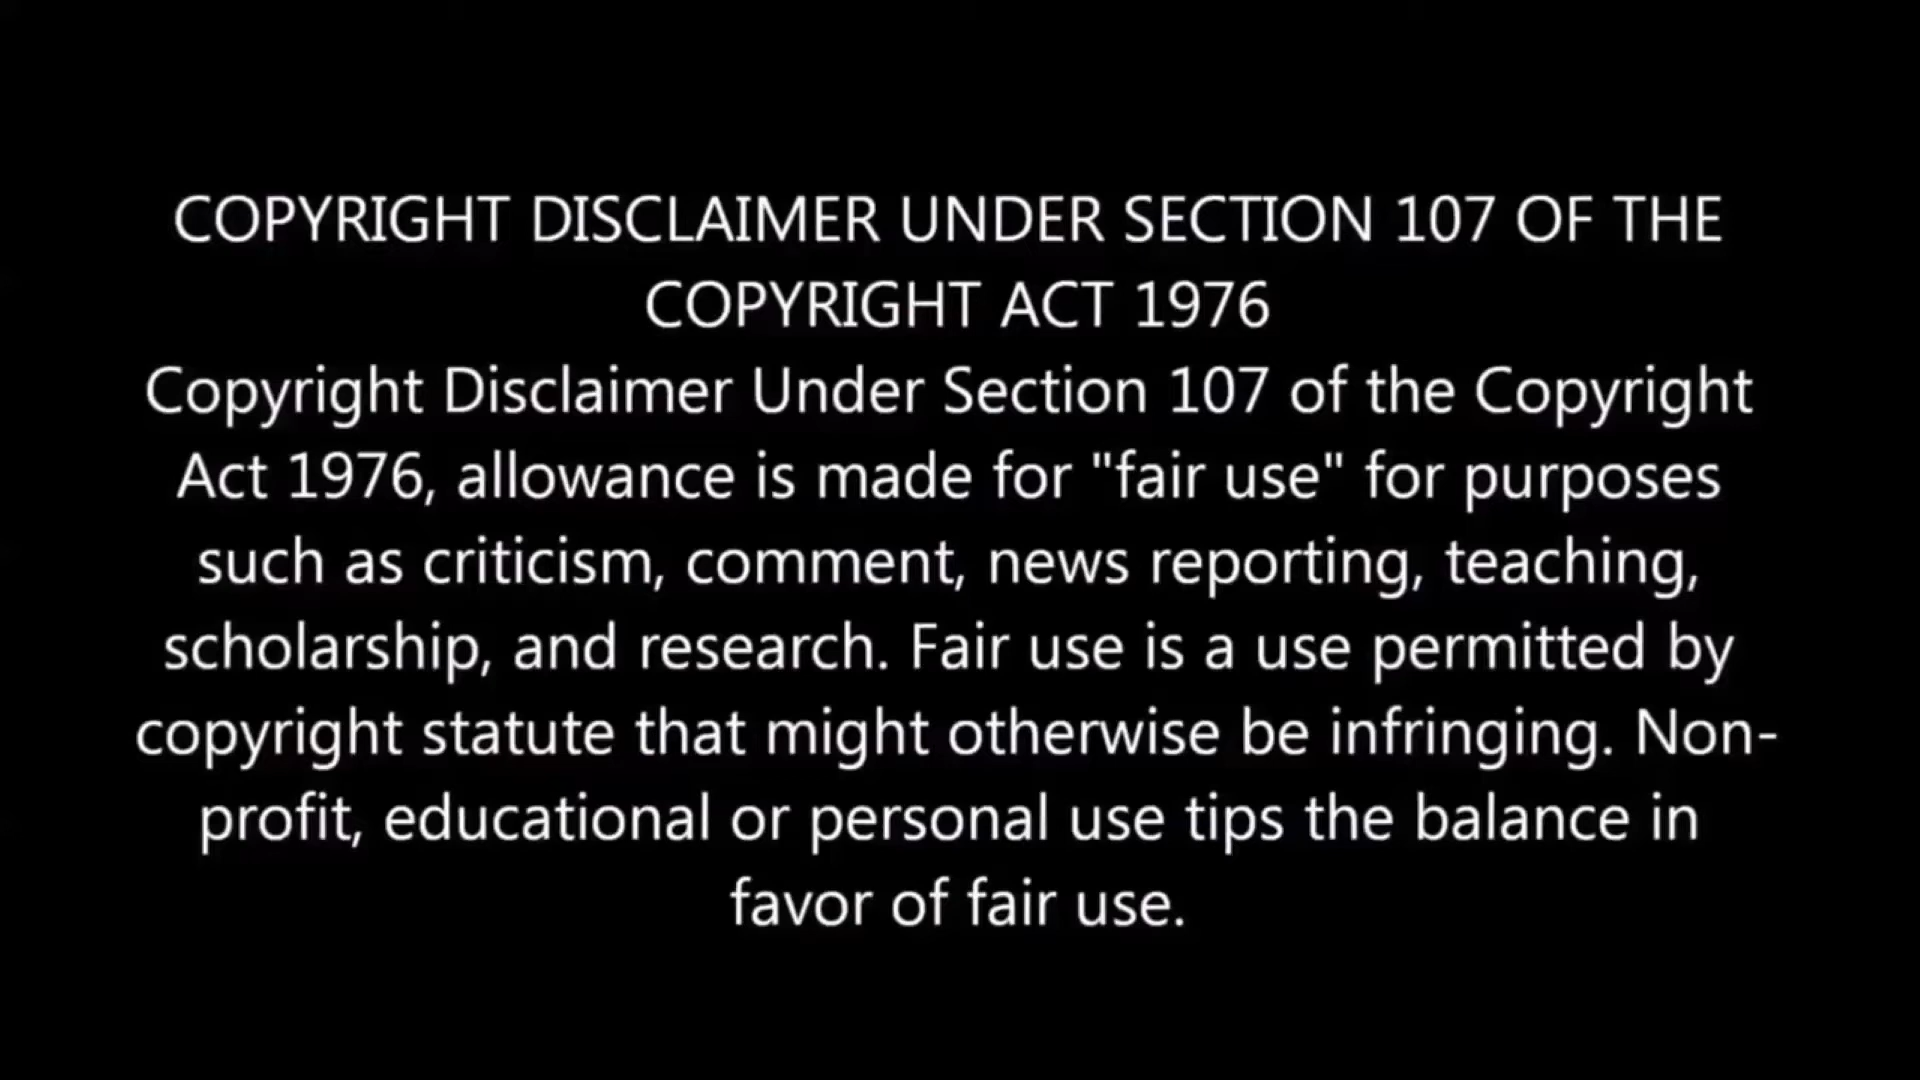 COPYRIGHT DISCLAIMER UNDER SECTION 107 OF THE
COPYRIGHT ACT 1976
Copyright Disclaimer Under Section 107 of the Copyright
Act 1976, allowance is made for "fair use" for purposes
such as criticism, comment, news reporting, teaching,
scholarship, and research. Fair use is a use permitted by
copyright statute that might otherwise be infringing. Non-
profit, educational or personal use tips the balance in
favor of fair use.